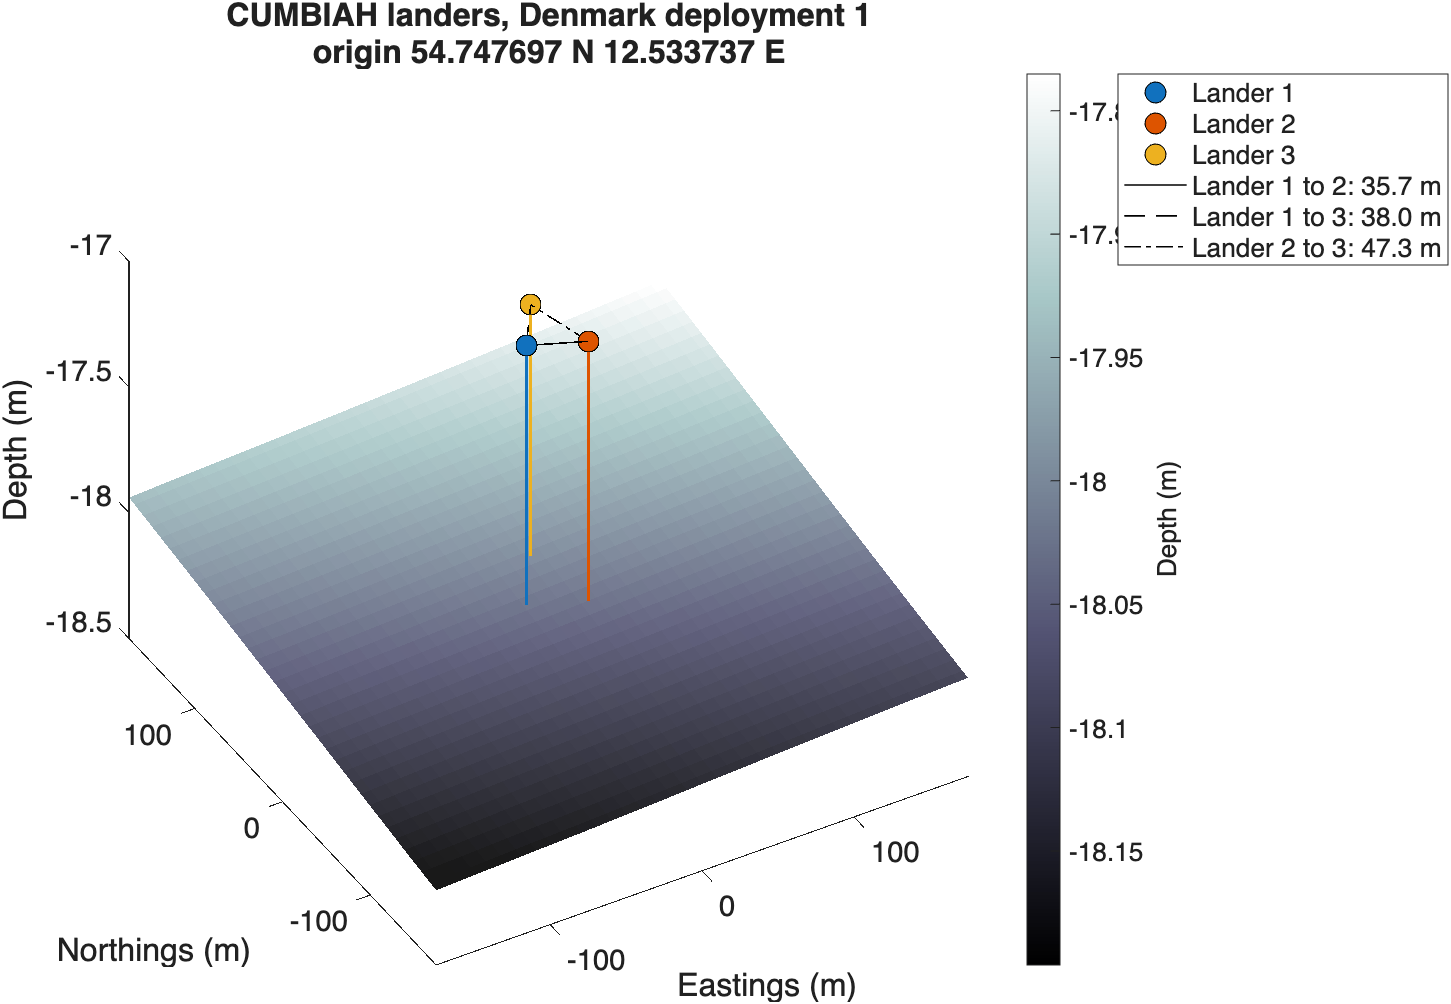 CUMBIAH landers, Denmark deployment 1
origin 54.747697 N 12.533737 E
Lander 1
Lander 2
Lander 3
Lander 1 to 2: 35.7 m
Lander 1 to 3: 38.0 m
Lander 2 to 3: 47.3 m
-17
-17.5
-18
-18.5
Depth (m)
100
0
-100
Northings (m)
-100
0
100
Eastings (m)
-17.95
-18
-18.05
-18.1
-18.15
Depth (m)